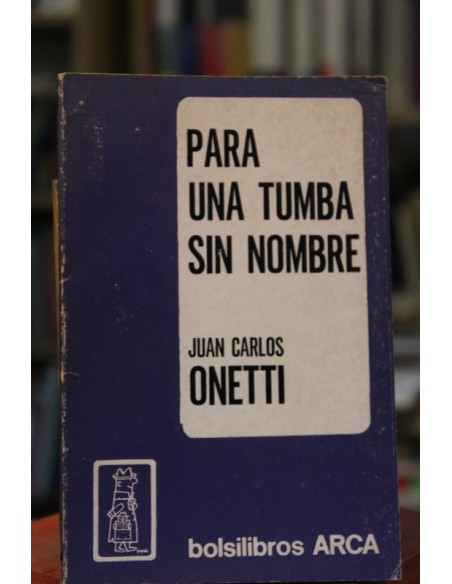 PARA
UNA TUMBA
SIN NOMBRE
JUAN CARLOS
ONETTI
bolsilibros ARCA